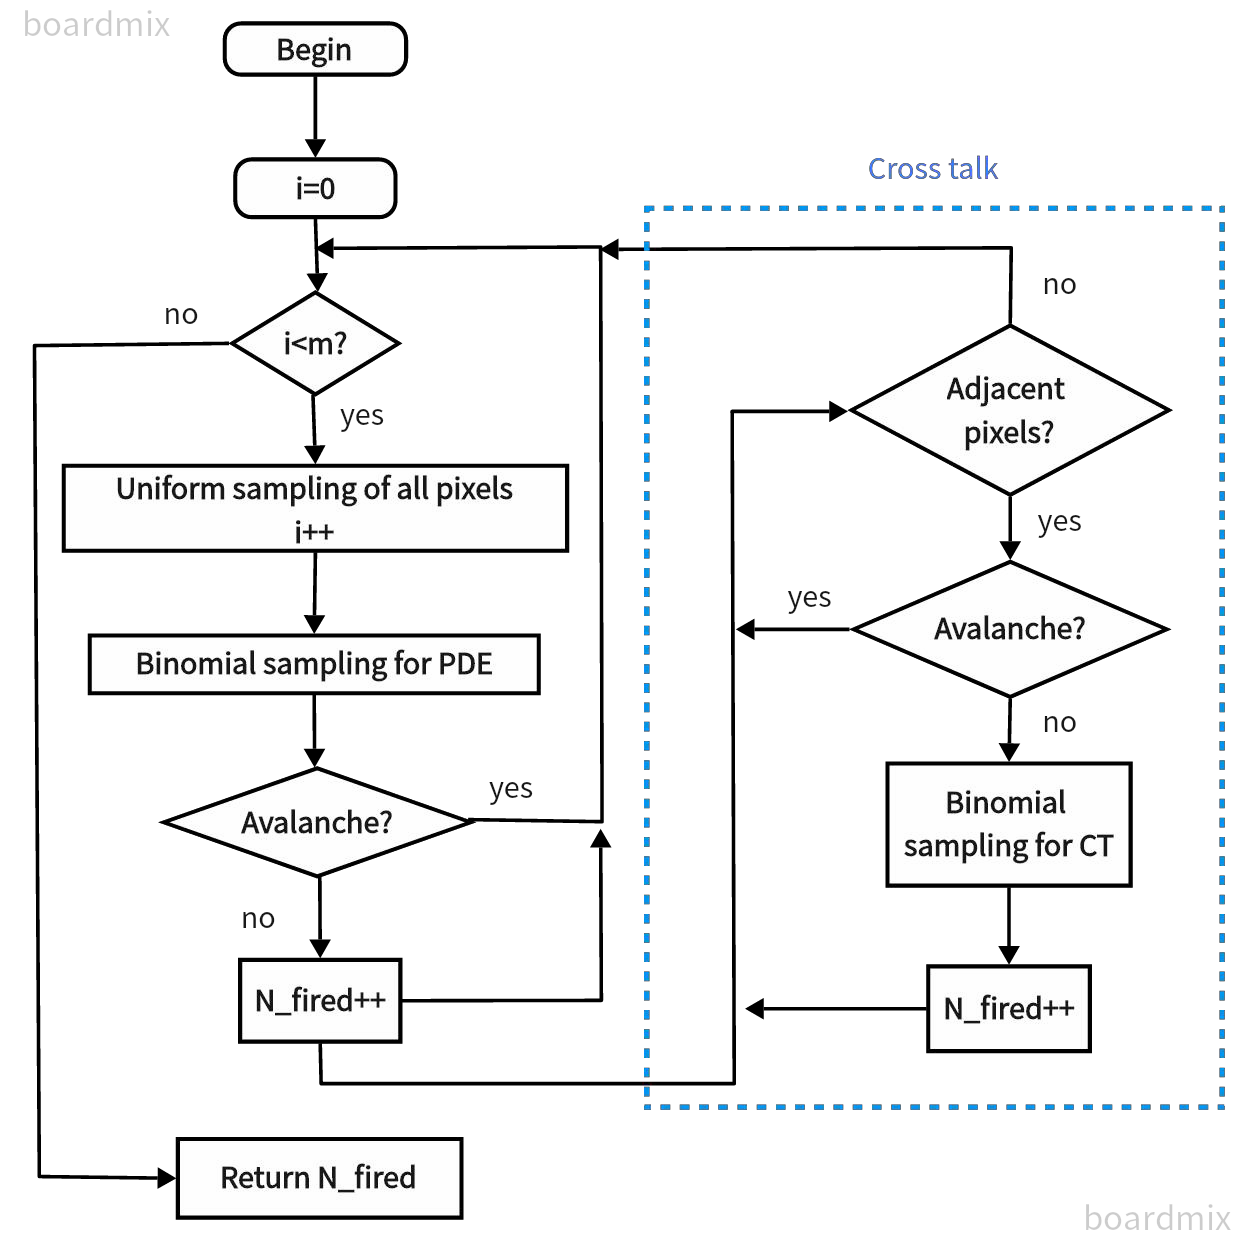 boardmix
Begin
i=0
no
i<m?
yes
Uniform sampling of all pixels
i++
Binomial sampling for PDE
Avalanche?
yes
no
N_fired++
Return N_fired
Cross talk
no
Adjacent
pixels?
yes
yes
Avalanche?
no
Binomial
sampling for CT
N_fired++
boardmix